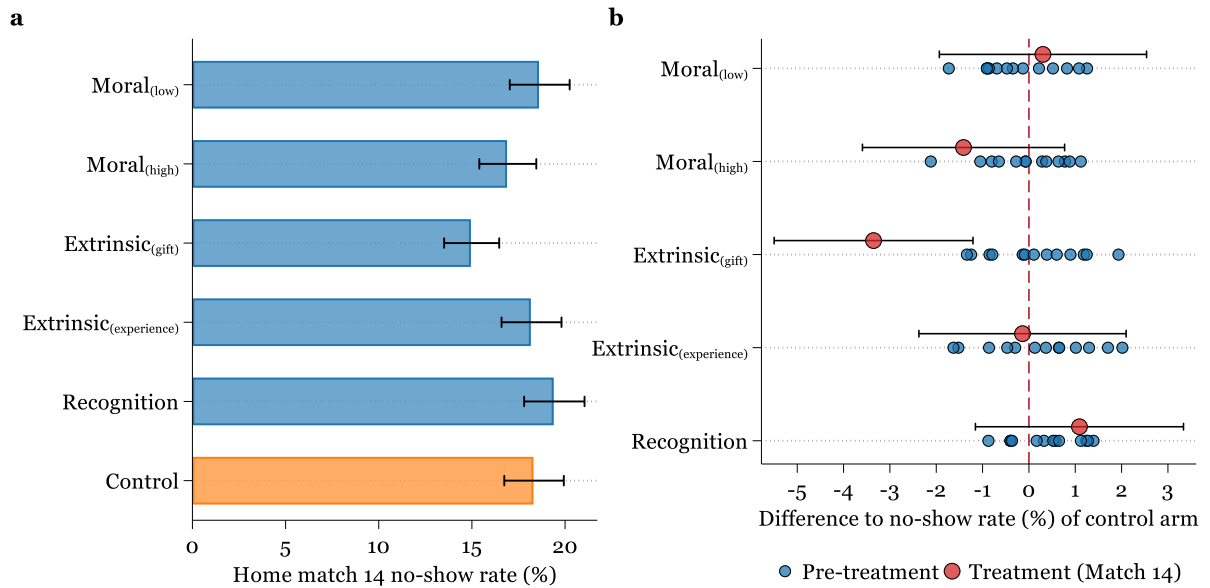 a
Moral(low)
Moral(high)
Extrinsic(gift)
Extrinsic(experience)
Recognition
Control
0 5 10 15 20
Home match 14 no-show rate (%)
b
Moral(low)
Moral(high)
Extrinsic(gift)
Extrinsic(experience)
Recognition
-5 -4 -3 -2 -1 0 1 2 3
Difference to no-show rate (%) of control arm
Pre-treatment Treatment (Match 14)